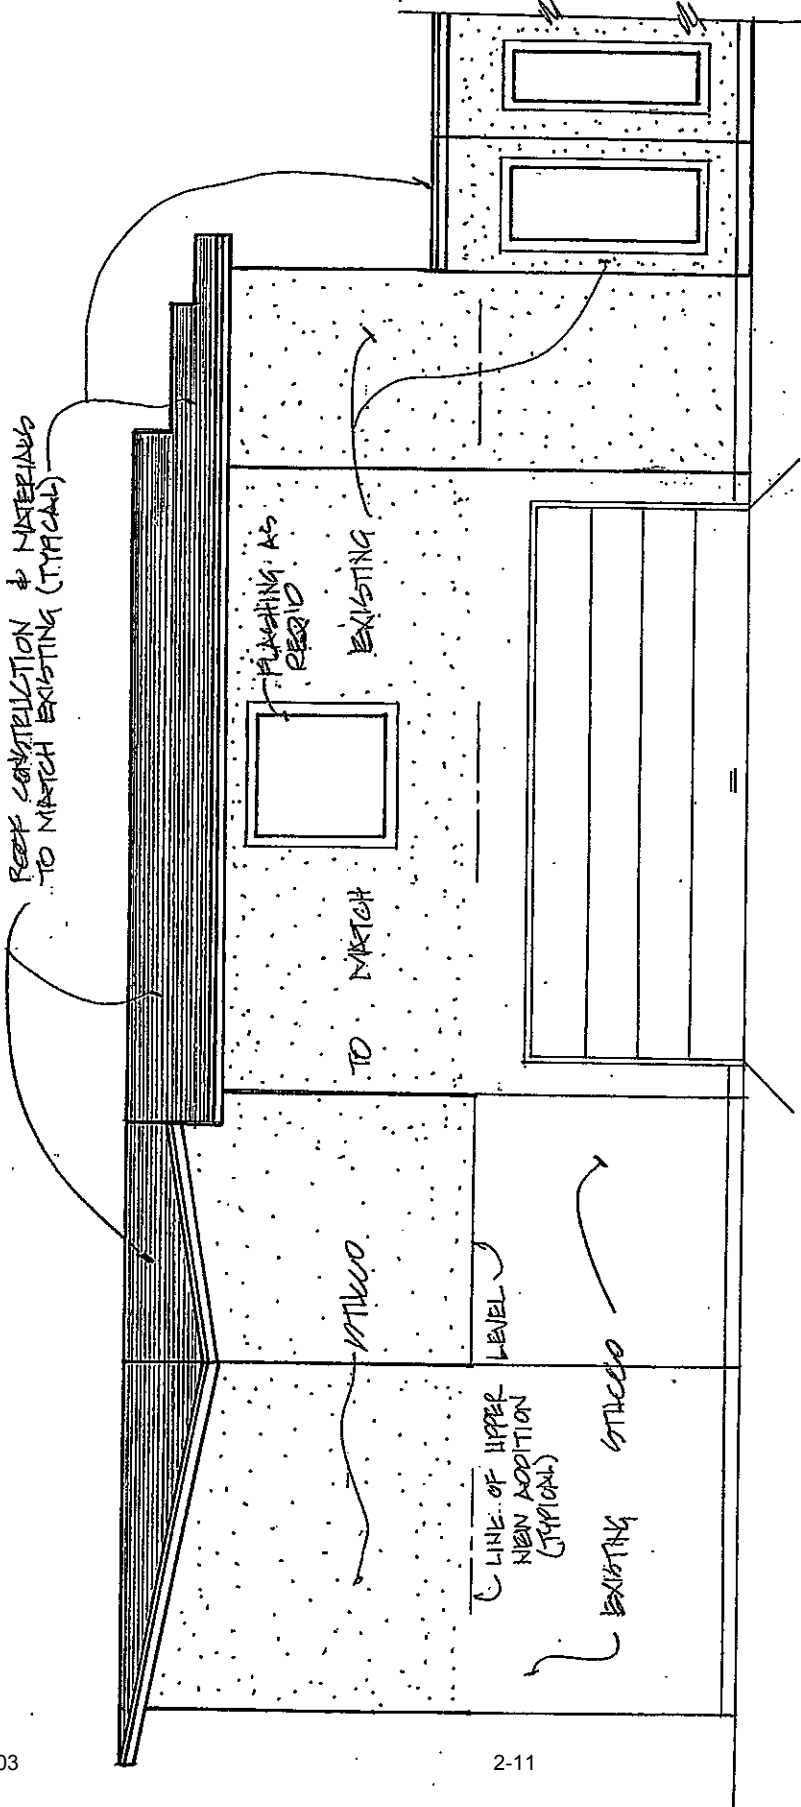 ROOF CONSTRUCTION & MATERIALS
TO MATCH EXISTING (TYPICAL)
FLASHING AS
REQ'D
STUCCO TO MATCH EXISTING
LINE OF UPPER LEVEL
NEW ADDITION
(TYPICAL)
EXISTING STUCCO
03
2-11